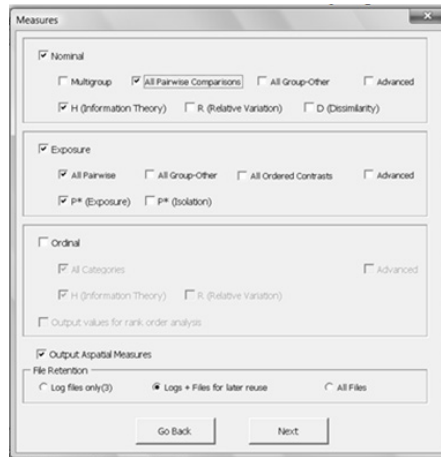 Measures
Nominal
Multigroup All Pairwise Comparisons All Group-Other Advanced
H (Information Theory) R (Relative Variation) D (Dissimilarity)
Exposure
All Pairwise All Group-Other All Ordered Contrasts Advanced
P* (Exposure) P* (Isolation)
Ordinal
All Categories Advanced
H (Information Theory) R (Relative Variation)
Output values for rank order analysis
Output Aspatial Measures
File Retention
Log files only(3) Logs + Files for later reuse All Files
Go Back Next